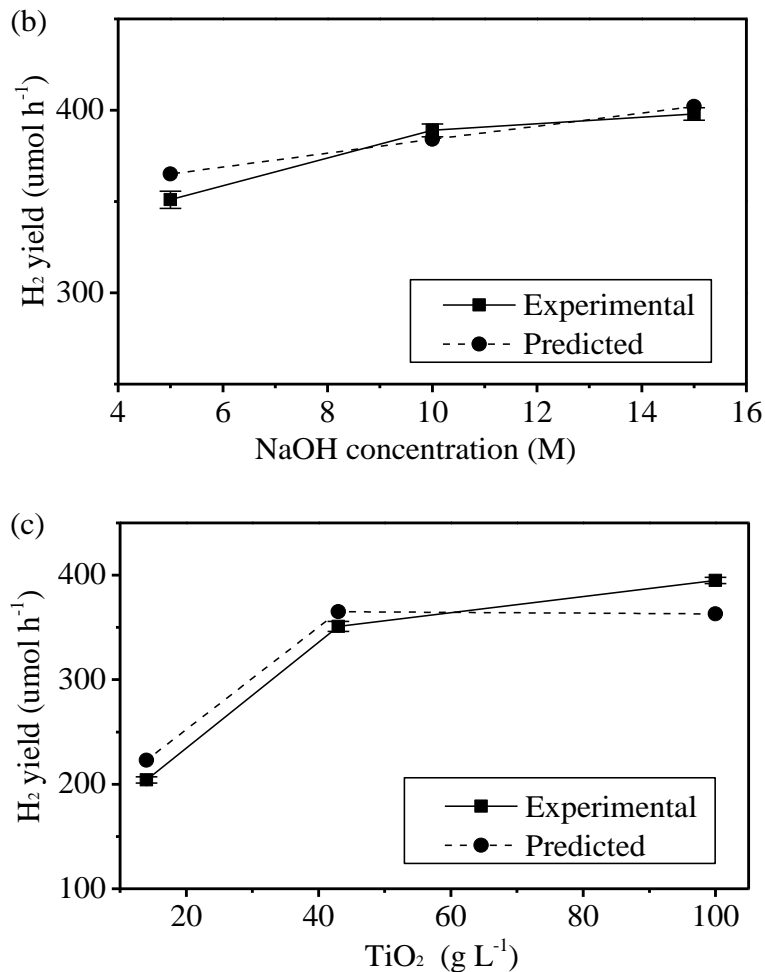 (b)
H₂ yield (umol h⁻¹)
400
300
Experimental
Predicted
4 6 8 10 12 14 16
NaOH concentration (M)
(c)
H₂ yield (umol h⁻¹)
400
300
200
100
Experimental
Predicted
20 40 60 80 100
TiO₂ (g L⁻¹)